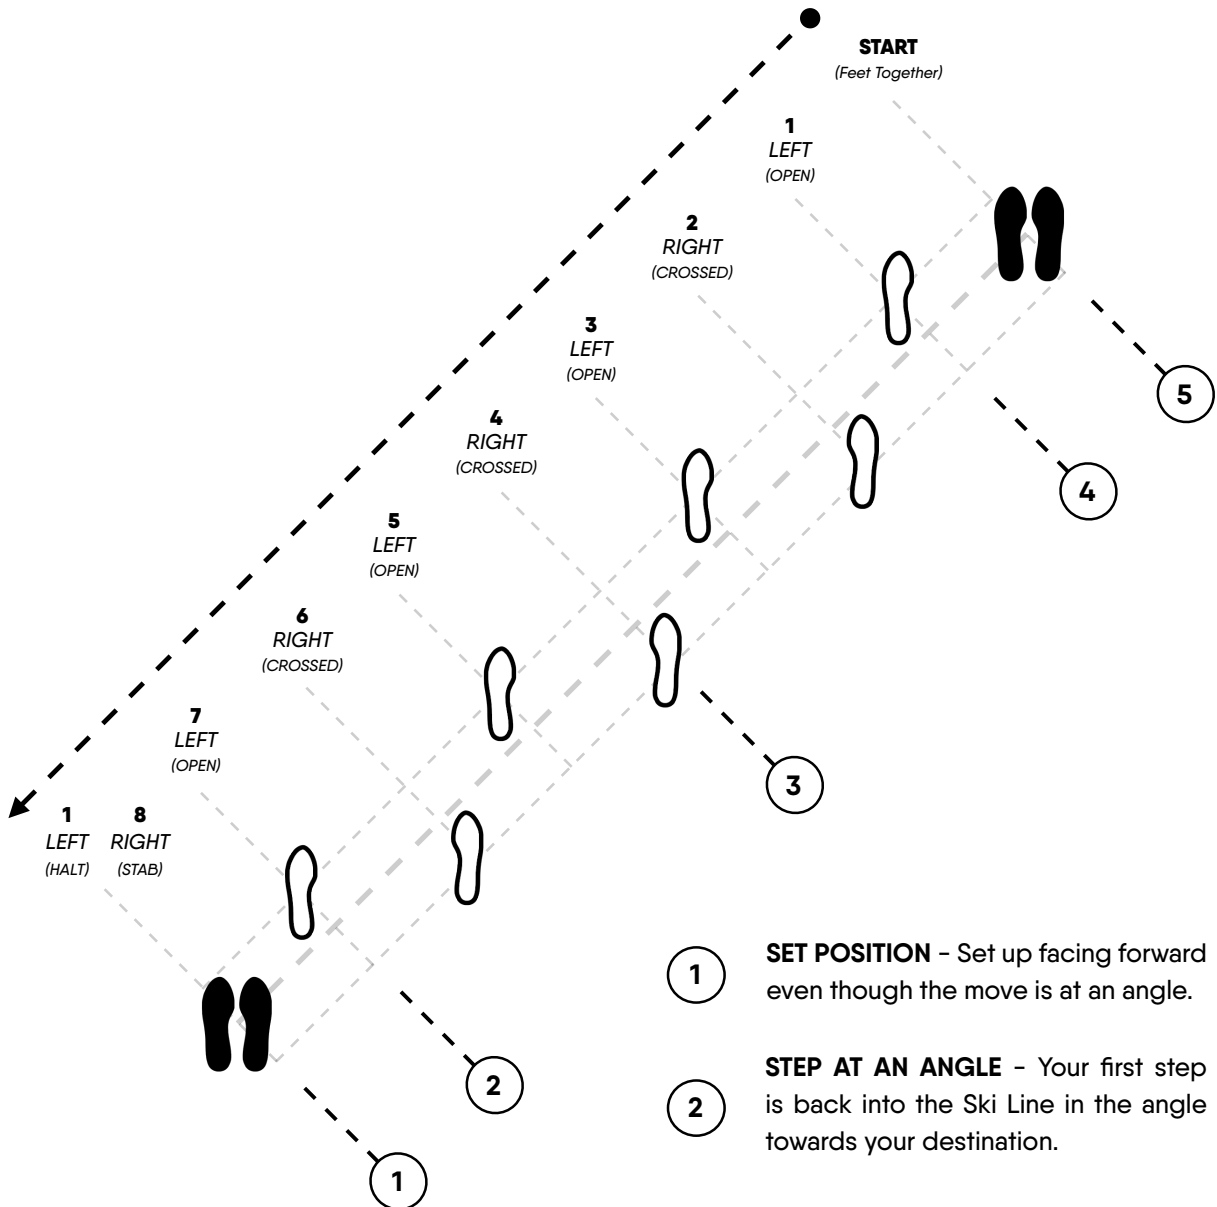 START
(Feet Together)
1
LEFT
(OPEN)
2
RIGHT
(CROSSED)
3
LEFT
(OPEN)
4
RIGHT
(CROSSED)
5
LEFT
(OPEN)
6
RIGHT
(CROSSED)
7
LEFT
(OPEN)
1 8
LEFT RIGHT
(HALT) (STAB)
5
4
3
2
1
1
SET POSITION – Set up facing forward
even though the move is at an angle.
2
STEP AT AN ANGLE – Your first step
is back into the Ski Line in the angle
towards your destination.